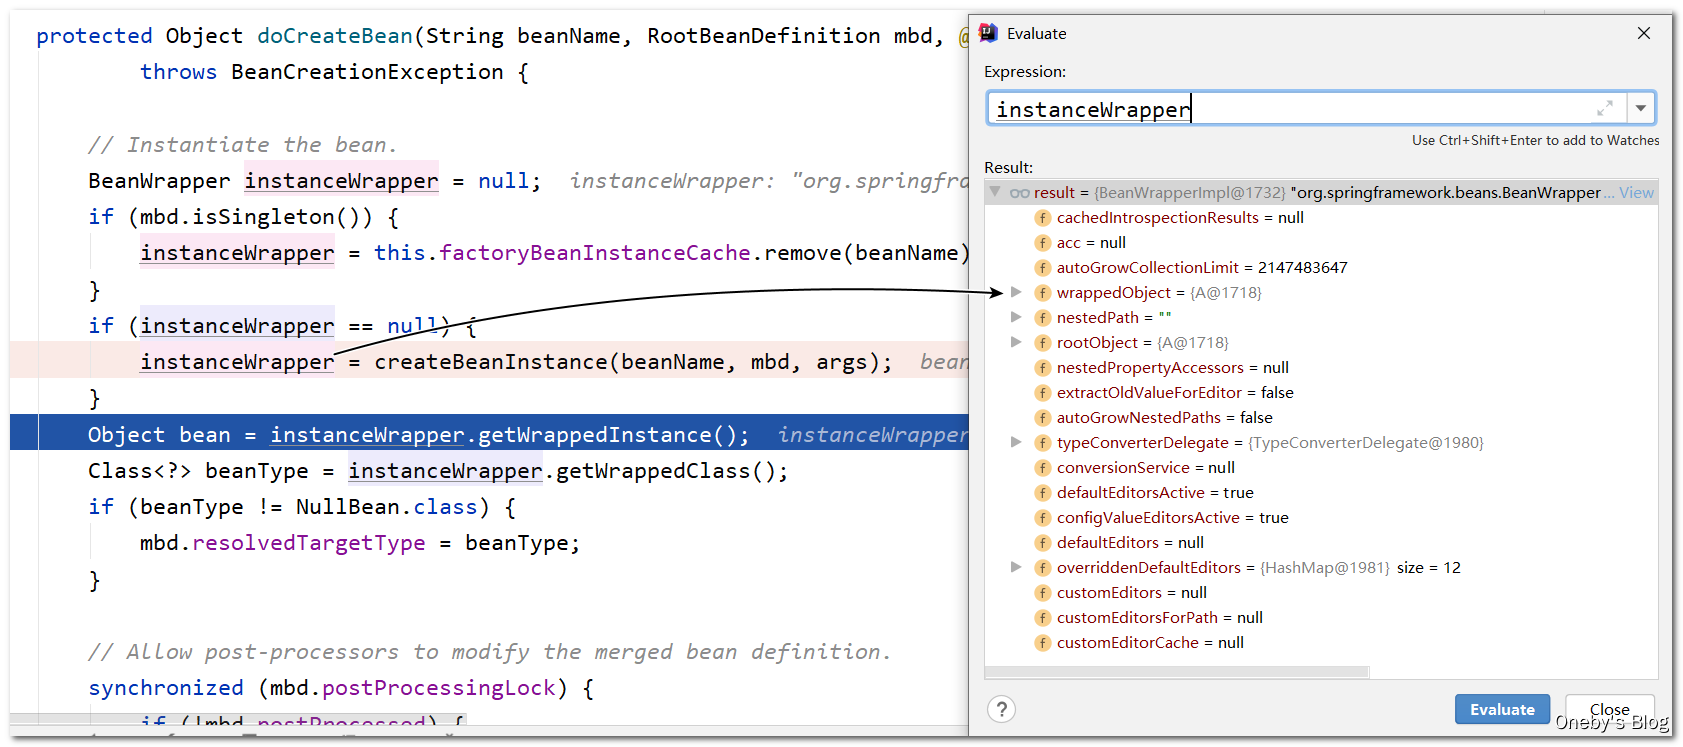 protected Object doCreateBean(String beanName, RootBeanDefinition mbd, @
throws BeanCreationException {
// Instantiate the bean.
BeanWrapper instanceWrapper = null;  instanceWrapper: "org.springfra
if (mbd.isSingleton()) {
instanceWrapper = this.factoryBeanInstanceCache.remove(beanName)
}
if (instanceWrapper == null) {
instanceWrapper = createBeanInstance(beanName, mbd, args);  bean
}
Object bean = instanceWrapper.getWrappedInstance();  instanceWrapper
Class<?> beanType = instanceWrapper.getWrappedClass();
if (beanType != NullBean.class) {
mbd.resolvedTargetType = beanType;
}
// Allow post-processors to modify the merged bean definition.
synchronized (mbd.postProcessingLock) {
if (!mbd.postProcessed) {
Evaluate
Expression:
instanceWrapper
Use Ctrl+Shift+Enter to add to Watches
Result:
result = {BeanWrapperImpl@1732} "org.springframework.beans.BeanWrapper... View
f cachedIntrospectionResults = null
f acc = null
f autoGrowCollectionLimit = 2147483647
f wrappedObject = {A@1718}
f nestedPath = ""
f rootObject = {A@1718}
f nestedPropertyAccessors = null
f extractOldValueForEditor = false
f autoGrowNestedPaths = false
f typeConverterDelegate = {TypeConverterDelegate@1980}
f conversionService = null
f defaultEditorsActive = true
f configValueEditorsActive = true
f defaultEditors = null
f overriddenDefaultEditors = {HashMap@1981} size = 12
f customEditors = null
f customEditorsForPath = null
f customEditorCache = null
? Evaluate Close
Oneby's Blog